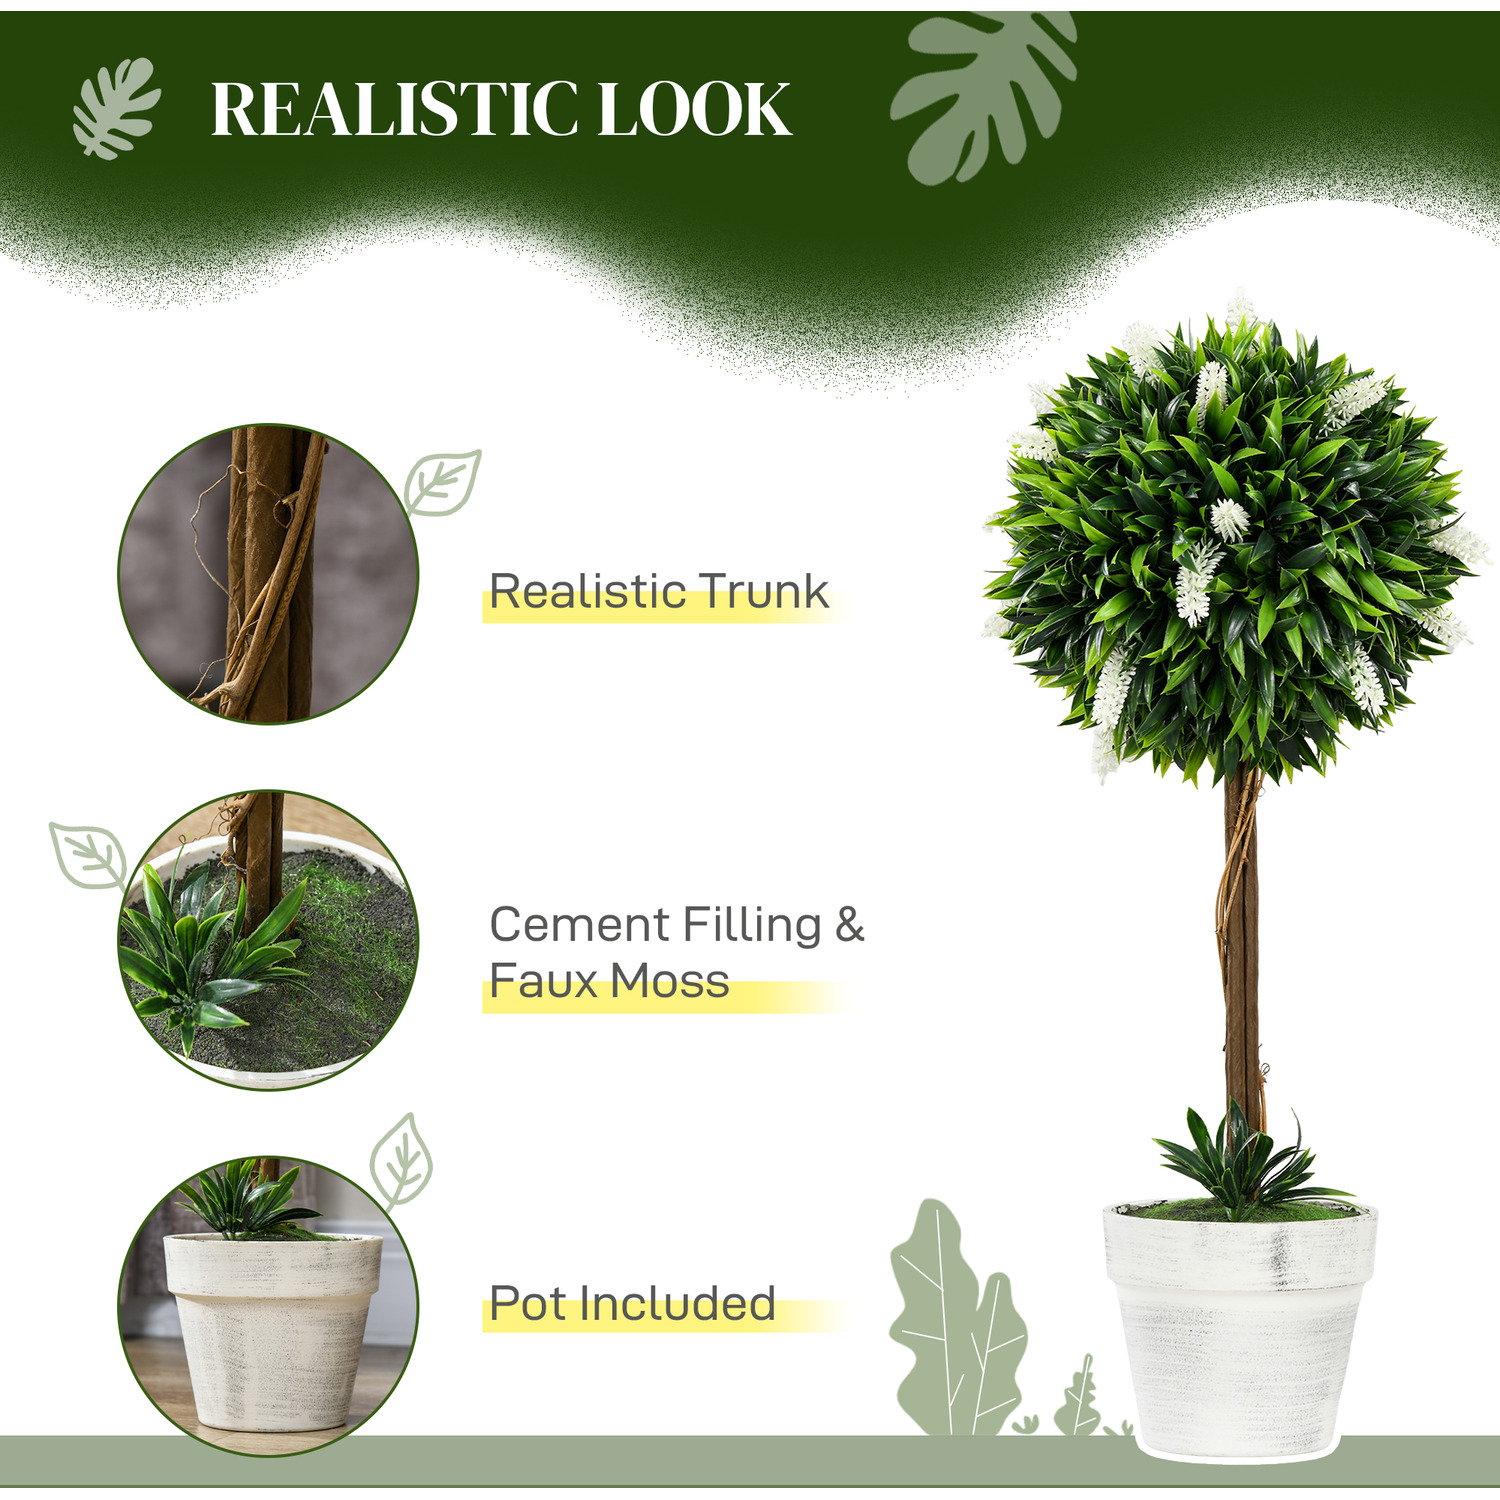 REALISTIC LOOK
Realistic Trunk
Cement Filling &
Faux Moss
Pot Included